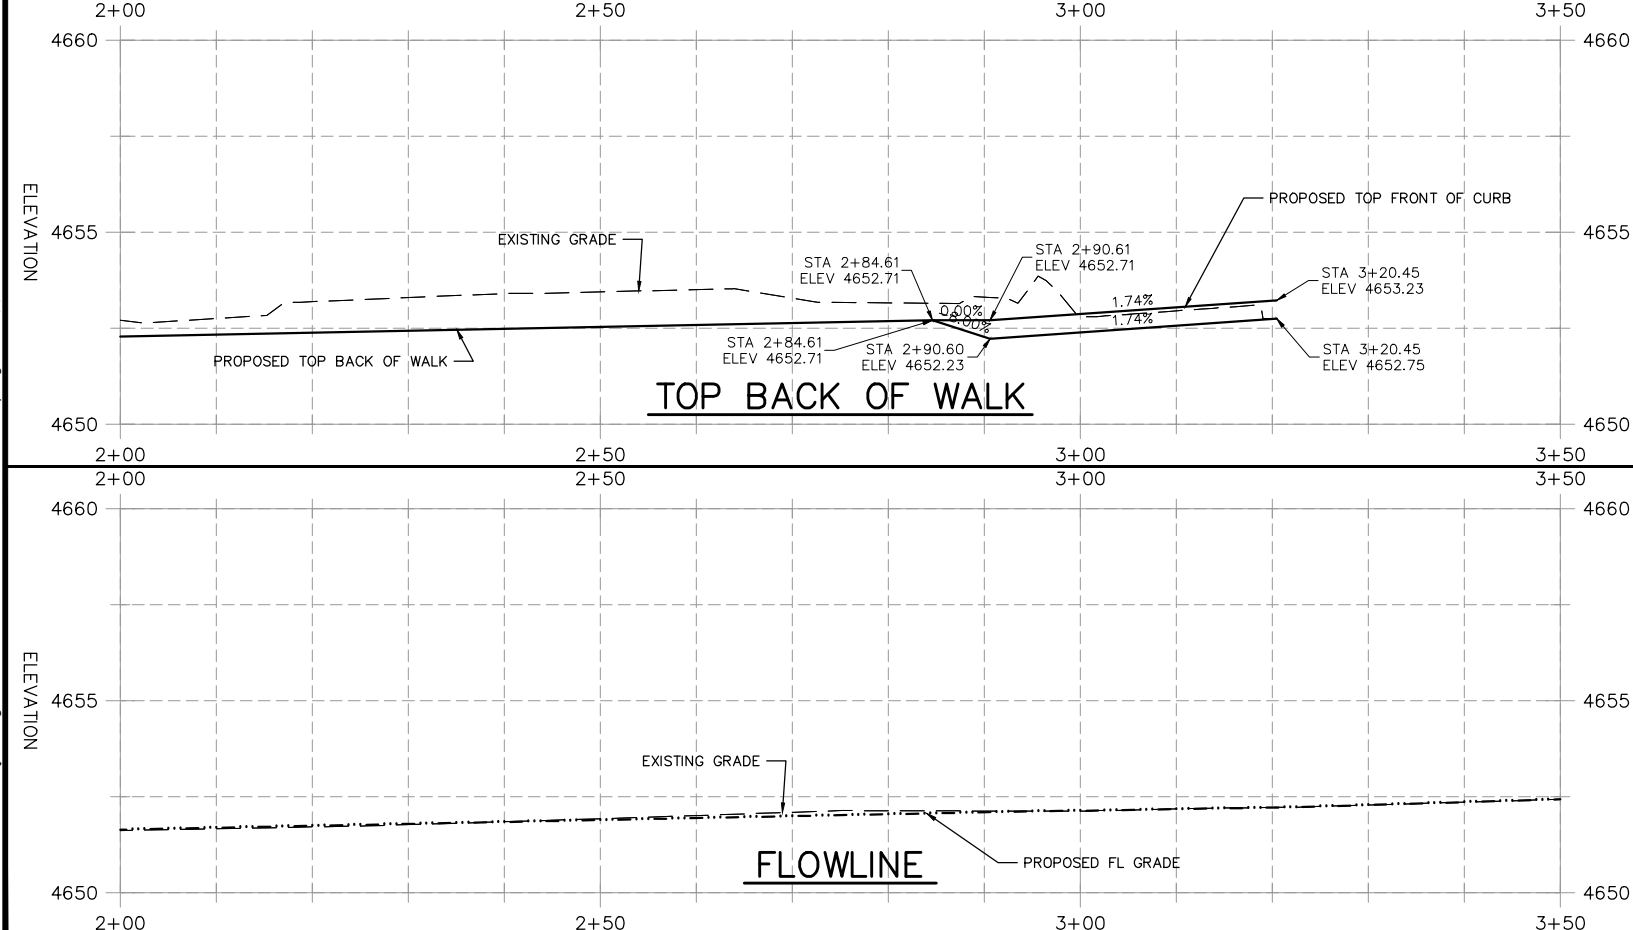 2+00 2+50 3+00 3+50
4660 4660
PROPOSED TOP FRONT OF CURB
4655 4655
ELEVATION
EXISTING GRADE
STA 2+84.61
ELEV 4652.71
STA 2+90.61
ELEV 4652.71
STA 3+20.45
ELEV 4653.23
0.00%
1.74%
1.74%
STA 2+84.61
ELEV 4652.71
STA 2+90.60
ELEV 4652.23
STA 3+20.45
ELEV 4652.75
PROPOSED TOP BACK OF WALK
TOP BACK OF WALK
4650 4650
2+00 2+50 3+00 3+50
2+00 2+50 3+00 3+50
4660 4660
ELEVATION
4655 4655
EXISTING GRADE
PROPOSED FL GRADE
FLOWLINE
4650 4650
2+00 2+50 3+00 3+50